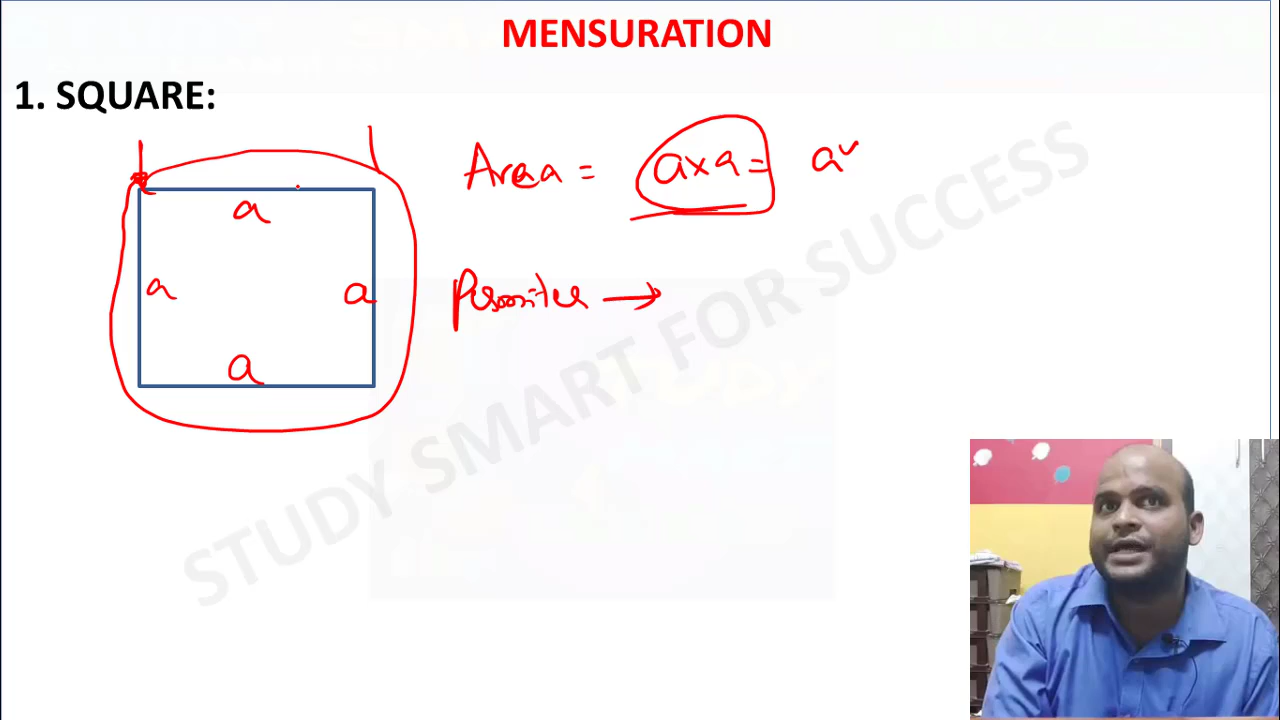 MENSURATION
1. SQUARE:
Area = a×a = a²
a
a
a
a
Perimeter →
STUDY SMART FOR SUCCESS